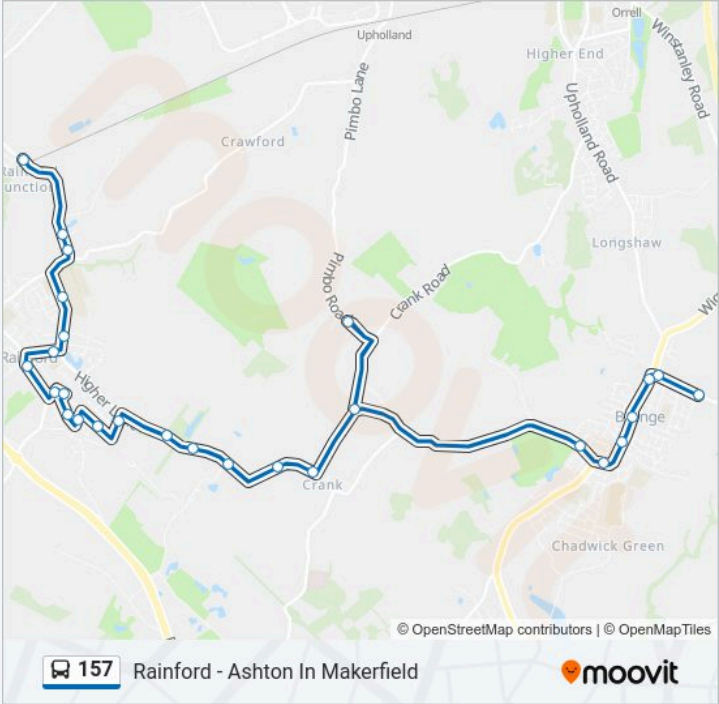 Orrell
Upholland
Winstanley Road
Higher End
Pimbo Lane
Upholland Road
Crawford
Longshaw
Pimbo Road
Crank Road
Higher
Crank
Chadwick Green
© OpenStreetMap contributors | © OpenMapTiles
157 Rainford - Ashton In Makerfield
moovit